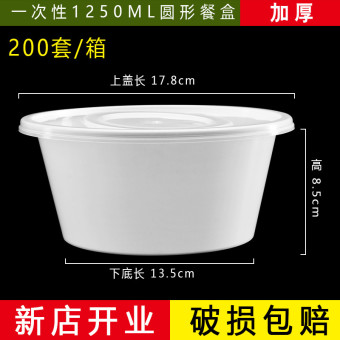 一次性1250ML圆形餐盒 加厚
200套/箱
上盖长 17.8cm
高 8.5cm
下底长 13.5cm
新店开业 破损包赔